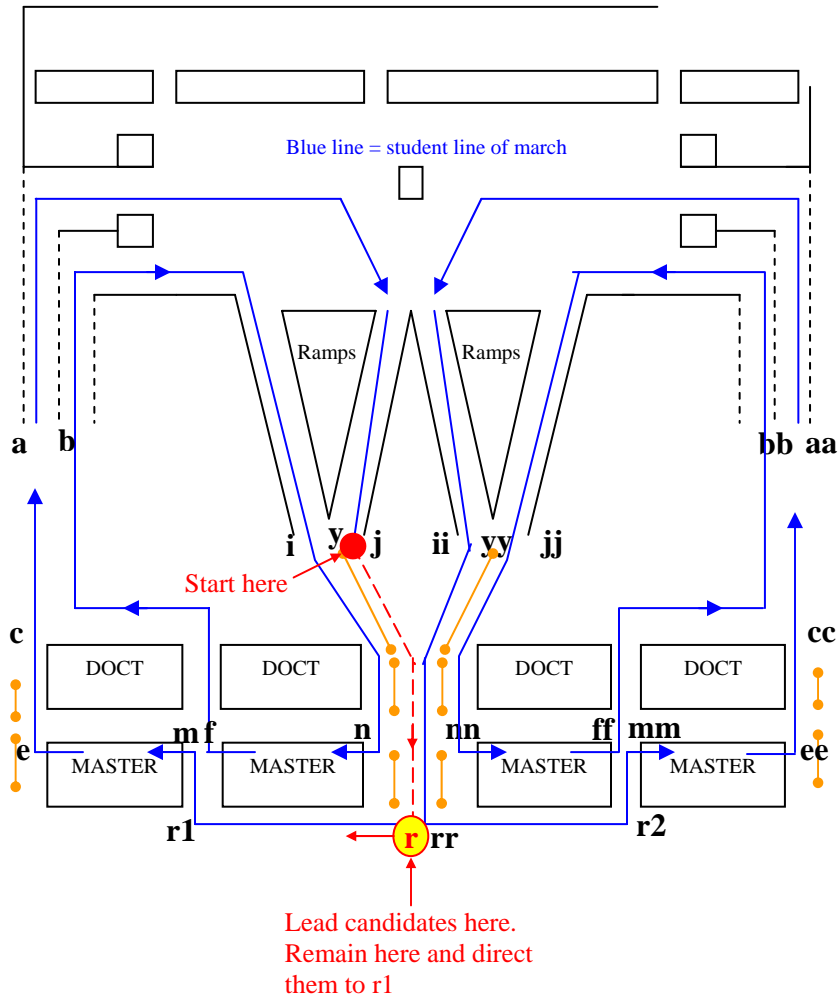 Blue line = student line of march
Ramps Ramps
a b bb aa
i y j ii yy jj
Start here
c cc
DOCT DOCT DOCT DOCT
m f n nn ff mm
e MASTER MASTER MASTER MASTER ee
r1 r rr r2
Lead candidates here.
Remain here and direct
them to r1